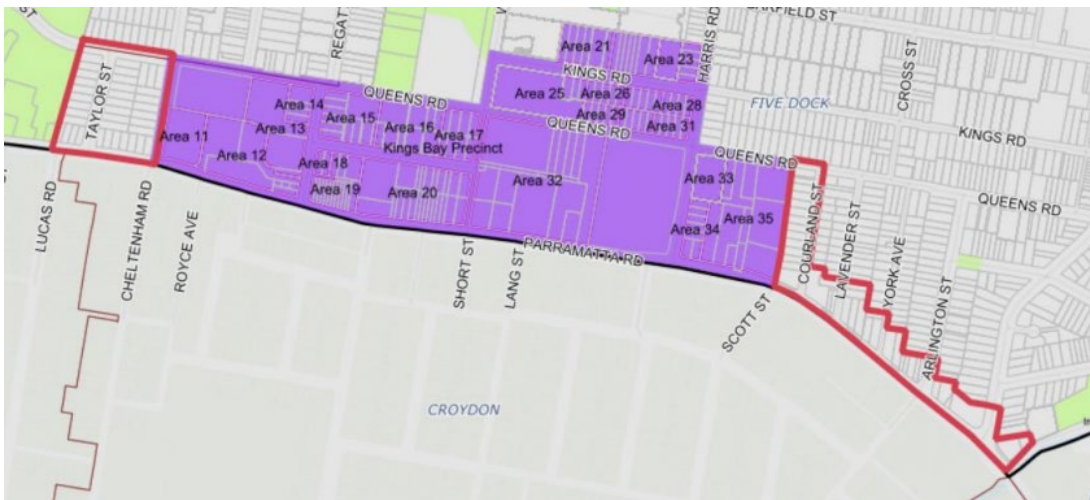 REGAT
Area 21
Area 23
HARRIS RD
KINGS RD
CROSS ST
TAYLOR ST
QUEENS RD
Area 25
Area 26
Area 28
FIVE DOCK
Area 14
Area 15
Area 16
Area 17
Area 29
QUEENS RD
Area 31
KINGS RD
Area 11
Area 13
Kings Bay Precinct
QUEENS RD
Area 12
Area 18
Area 19
Area 20
Area 32
Area 33
Area 34
Area 35
QUEENS RD
LUCAS RD
CHELTENHAM RD
ROYCE AVE
SHORT ST
LANG ST
PARRAMATTA RD
COURLAND ST
LAVENDER ST
YORK AVE
ARLINGTON ST
SCOTT ST
CROYDON